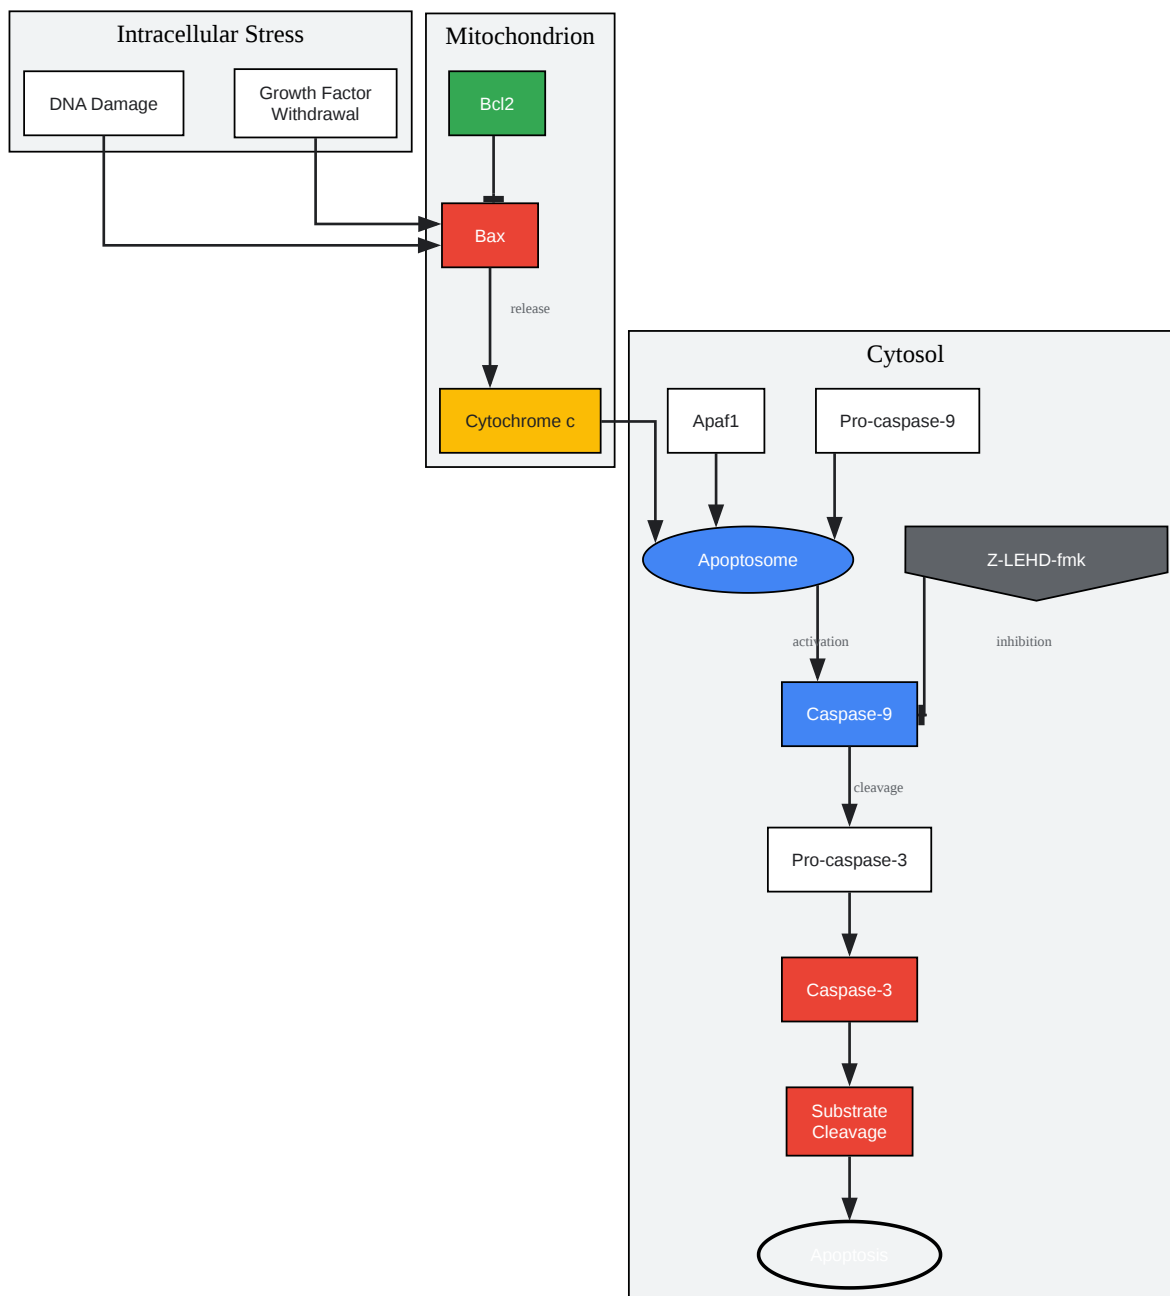 Intracellular Stress
DNA Damage
Growth Factor
Withdrawal
Mitochondrion
Bcl2
Bax
release
Cytochrome c
Cytosol
Apaf1
Pro-caspase-9
Apoptosome
Z-LEHD-fmk
activation
inhibition
Caspase-9
cleavage
Pro-caspase-3
Caspase-3
Substrate
Cleavage
Apoptosis